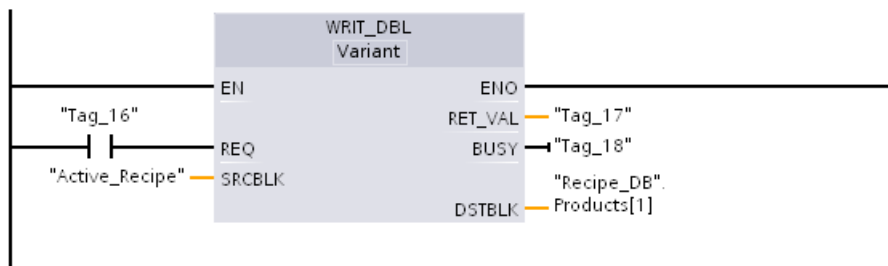 WRIT_DBL
Variant
EN
ENO
"Tag_16"
RET_VAL
"Tag_17"
REQ
BUSY
"Tag_18"
"Active_Recipe"
SRCBLK
"Recipe_DB".
DSTBLK
Products[1]